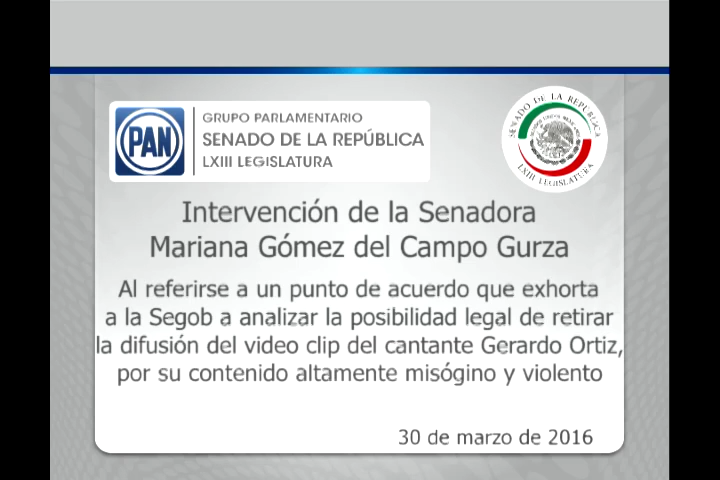 PAN
GRUPO PARLAMENTARIO
SENADO DE LA REPÚBLICA
LXIII LEGISLATURA
SENADO DE LA REPÚBLICA
LXIII LEGISLATURA
Intervención de la Senadora
Mariana Gómez del Campo Gurza
Al referirse a un punto de acuerdo que exhorta
a la Segob a analizar la posibilidad legal de retirar
la difusión del video clip del cantante Gerardo Ortiz,
por su contenido altamente misógino y violento
30 de marzo de 2016